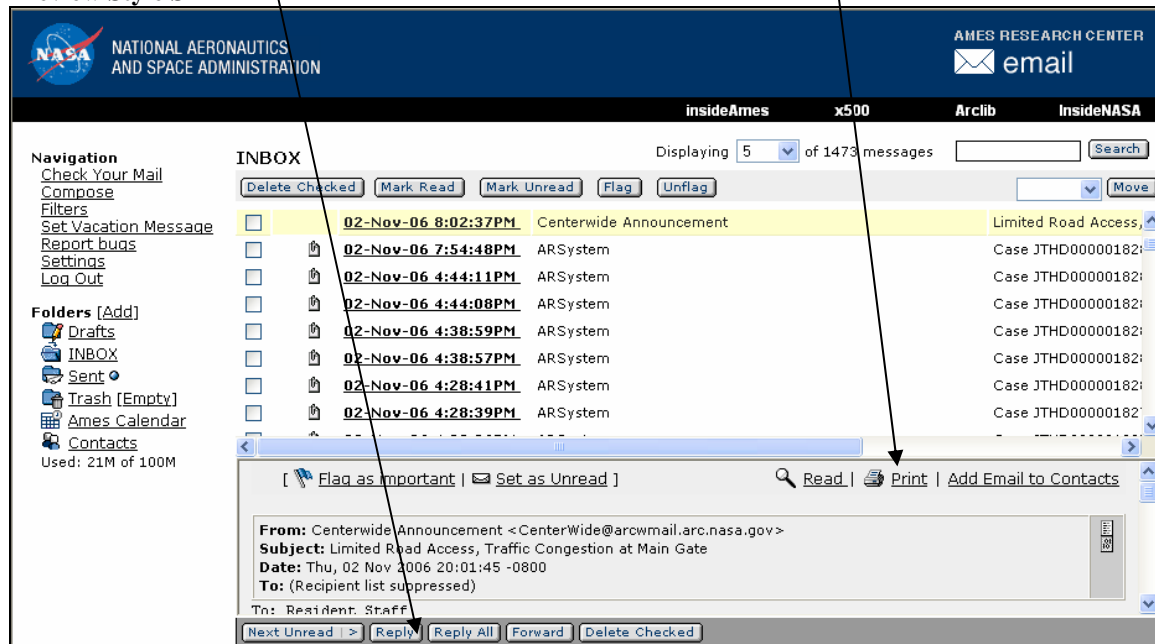 NASA
NATIONAL AERONAUTICS
AND SPACE ADMINISTRATION
AMES RESEARCH CENTER
email
insideAmes x500 Arclib InsideNASA
Navigation
Check Your Mail
Compose
Filters
Set Vacation Message
Report bugs
Settings
Log Out
Folders [Add]
Drafts
INBOX
Sent
Trash [Empty]
Ames Calendar
Contacts
Used: 21M of 100M
INBOX Displaying 5 of 1473 messages Search
Delete Checked Mark Read Mark Unread Flag Unflag Move
02-Nov-06 8:02:37PM Centerwide Announcement Limited Road Access,
02-Nov-06 7:54:48PM ARSystem Case JTHD00000182
02-Nov-06 4:44:11PM ARSystem Case JTHD00000182
02-Nov-06 4:44:08PM ARSystem Case JTHD00000182
02-Nov-06 4:38:59PM ARSystem Case JTHD00000182
02-Nov-06 4:38:57PM ARSystem Case JTHD00000182
02-Nov-06 4:28:41PM ARSystem Case JTHD00000182
02-Nov-06 4:28:39PM ARSystem Case JTHD00000182
[ Flag as Important | Set as Unread ] Read | Print | Add Email to Contacts
From: Centerwide Announcement <CenterWide@arcwmail.arc.nasa.gov>
Subject: Limited Road Access, Traffic Congestion at Main Gate
Date: Thu, 02 Nov 2006 20:01:45 -0800
To: (Recipient list suppressed)
To: Resident Staff
Next Unread | > Reply Reply All Forward Delete Checked